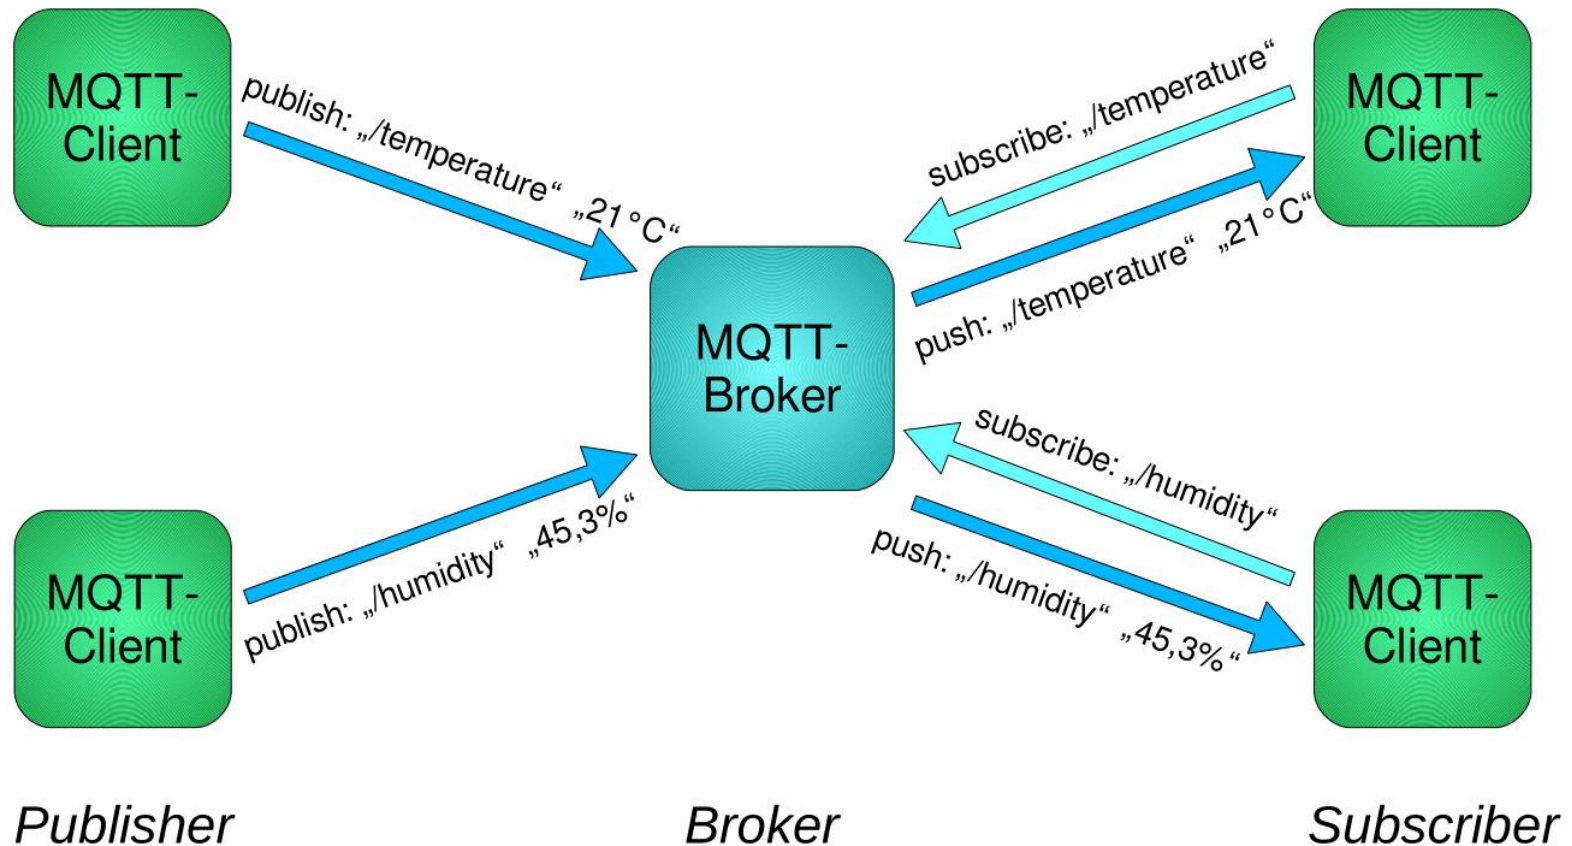 MQTT-
Client
publish: „/temperature“ „21°C“
MQTT-
Client
subscribe: „/temperature“
push: „/temperature“ „21°C“
MQTT-
Broker
MQTT-
Client
publish: „/humidity“ „45,3%“
subscribe: „/humidity“
push: „/humidity“ „45,3%“
MQTT-
Client
Publisher
Broker
Subscriber